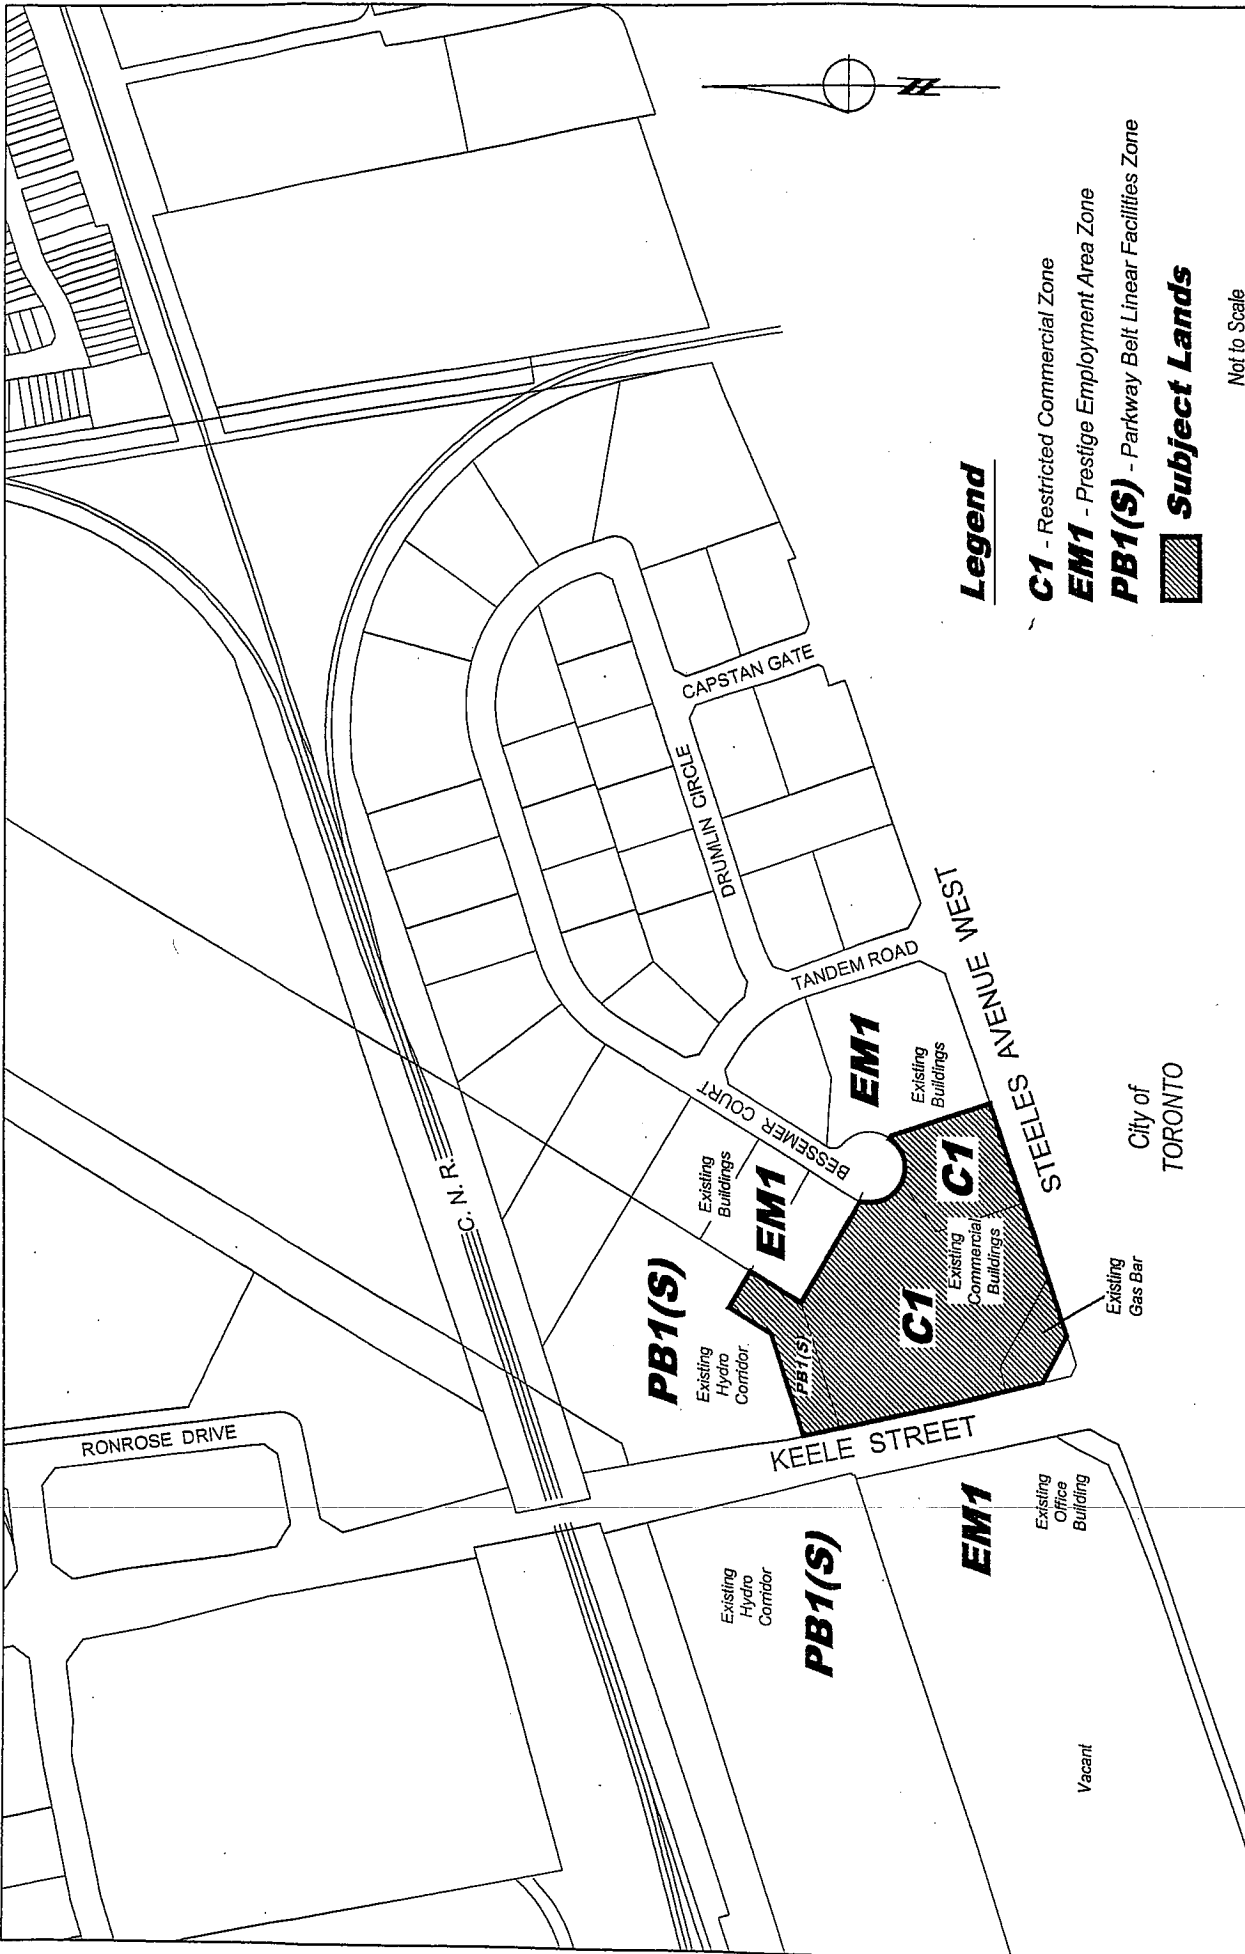 RONROSE DRIVE
C. N. R.
KEELE STREET
PB1(S)
Existing
Hydro
Corridor
PB1(S)
Existing
Hydro
Corridor
PB1(S)
EM1
Existing
Office
Building
Vacant
Existing
Buildings
EM1
BESSEMER COURT
EM1
Existing
Buildings
C1
C1
Existing
Commercial
Buildings
Existing
Gas Bar
STEELES AVENUE WEST
TANDEM ROAD
DRUMLIN CIRCLE
CAPSTAN GATE
City of
TORONTO
N
Legend
C1 - Restricted Commercial Zone
EM1 - Prestige Employment Area Zone
PB1(S) - Parkway Belt Linear Facilities Zone
Subject Lands
Not to Scale